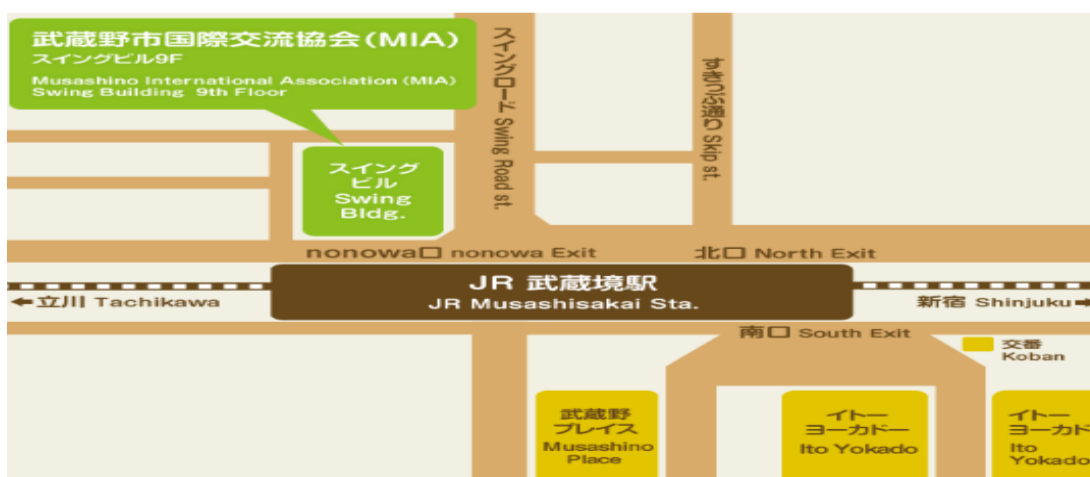 武蔵野市国際交流協会(MIA)
スイングビル9F
Musashino International Association (MIA)
Swing Building 9th Floor
スイングロード Swing Road st.
すきっぷ通り Skip st.
スイング
ビル
Swing
Bldg.
nonowa口 nonowa Exit
北口 North Exit
JR 武蔵境駅
JR Musashisakai Sta.
←立川 Tachikawa
新宿 Shinjuku→
南口 South Exit
交番
Koban
武蔵野
プレイス
Musashino
Place
イトー
ヨーカドー
Ito Yokado
イトー
ヨーカド
Ito
Yokado